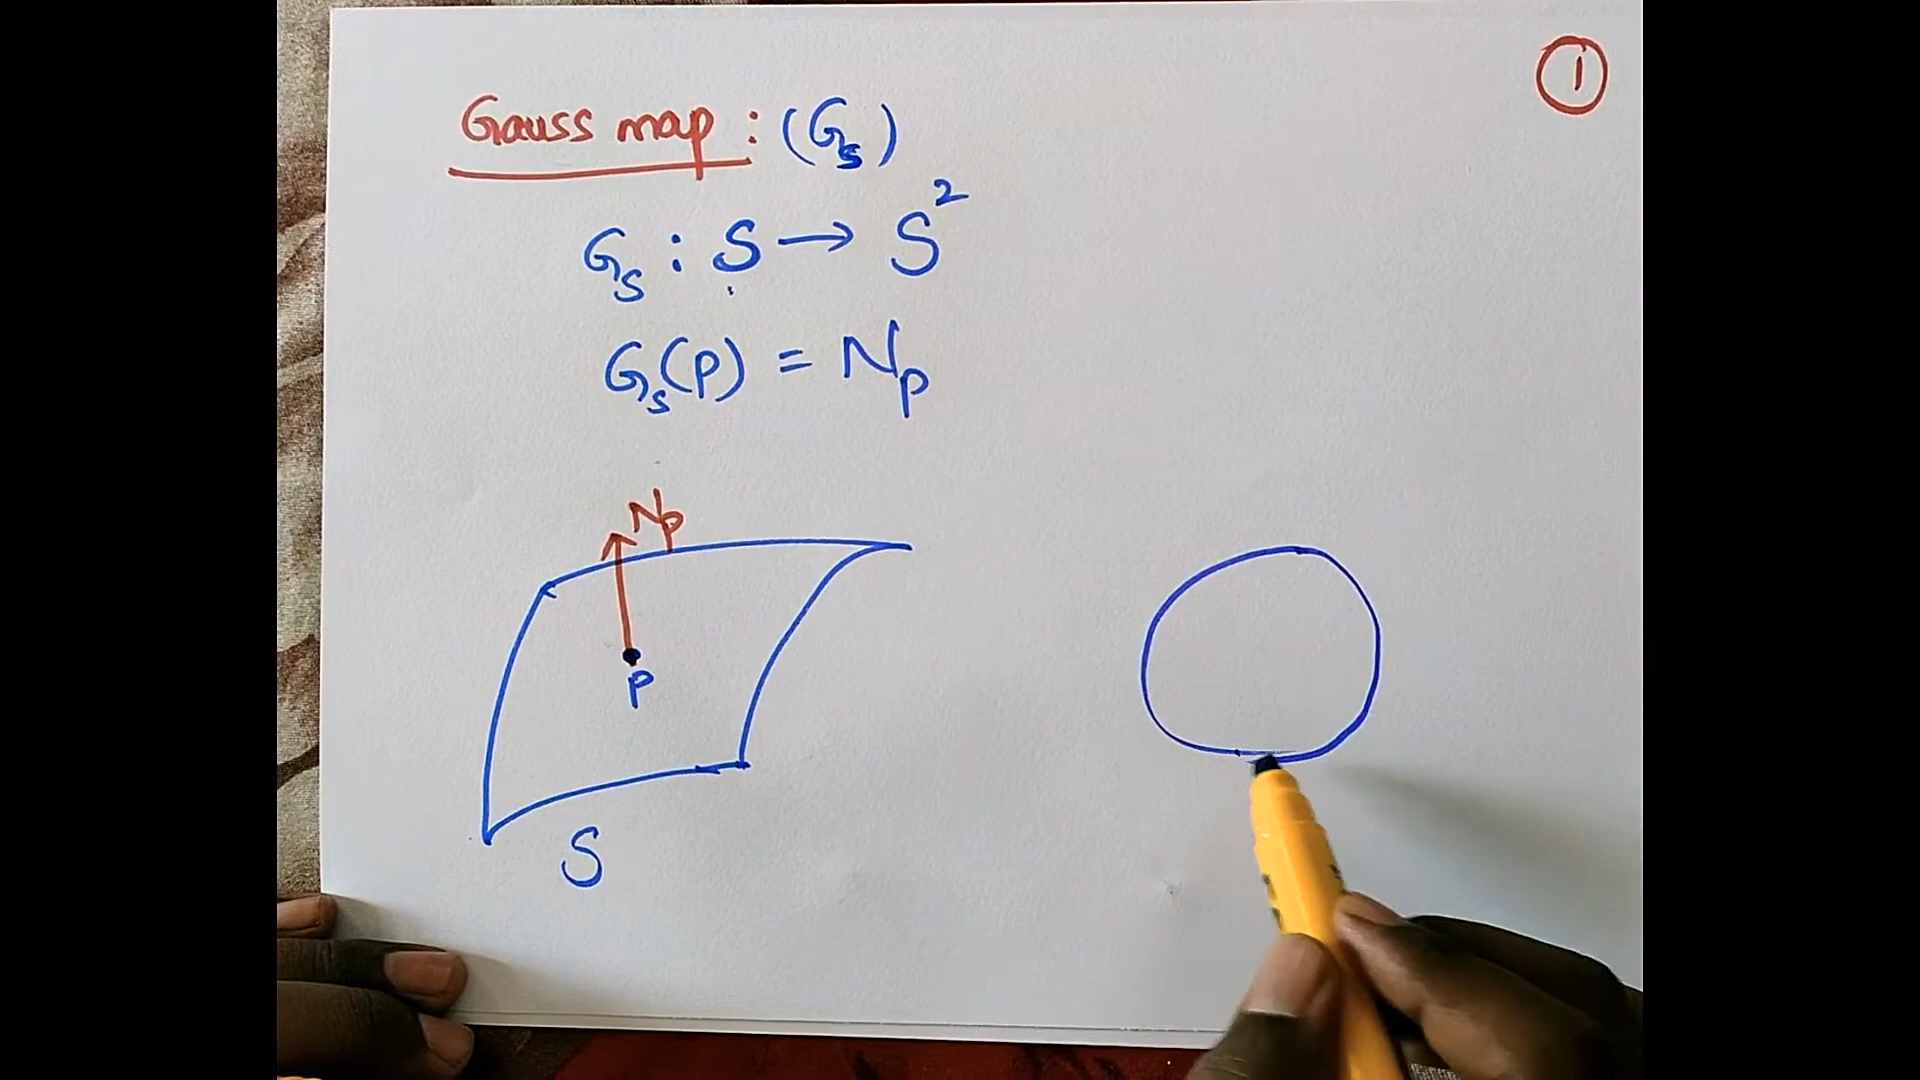 ①
Gauss map : (G_s)
G_s : S → S²
G_s(p) = N_p
N_p
p
S